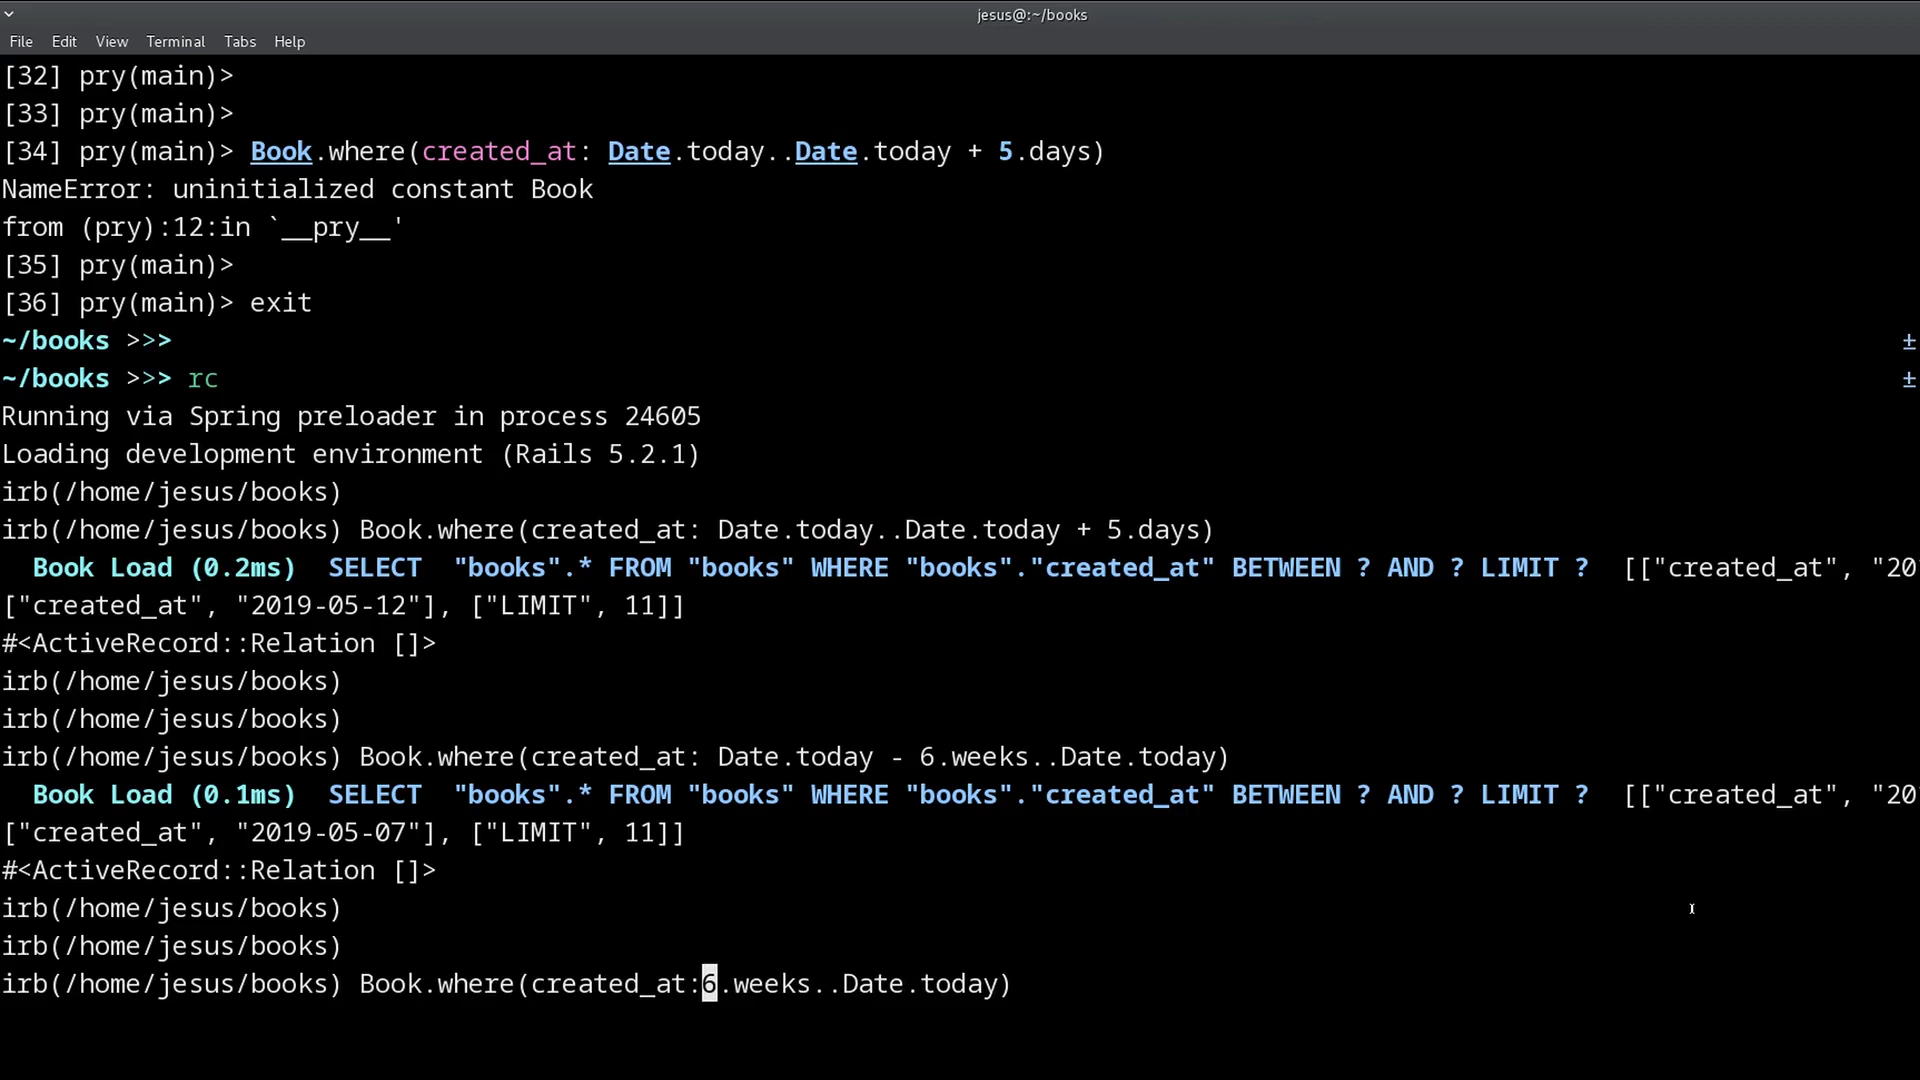 jesus@:~/books
File Edit View Terminal Tabs Help
[32] pry(main)>
[33] pry(main)>
[34] pry(main)> Book.where(created_at: Date.today..Date.today + 5.days)
NameError: uninitialized constant Book
from (pry):12:in `__pry__'
[35] pry(main)>
[36] pry(main)> exit
~/books >>> ±
~/books >>> rc ±
Running via Spring preloader in process 24605
Loading development environment (Rails 5.2.1)
irb(/home/jesus/books)
irb(/home/jesus/books) Book.where(created_at: Date.today..Date.today + 5.days)
Book Load (0.2ms) SELECT "books".* FROM "books" WHERE "books"."created_at" BETWEEN ? AND ? LIMIT ? [["created_at", "20
["created_at", "2019-05-12"], ["LIMIT", 11]]
#<ActiveRecord::Relation []>
irb(/home/jesus/books)
irb(/home/jesus/books)
irb(/home/jesus/books) Book.where(created_at: Date.today - 6.weeks..Date.today)
Book Load (0.1ms) SELECT "books".* FROM "books" WHERE "books"."created_at" BETWEEN ? AND ? LIMIT ? [["created_at", "20
["created_at", "2019-05-07"], ["LIMIT", 11]]
#<ActiveRecord::Relation []>
irb(/home/jesus/books)
irb(/home/jesus/books)
irb(/home/jesus/books) Book.where(created_at:6.weeks..Date.today)